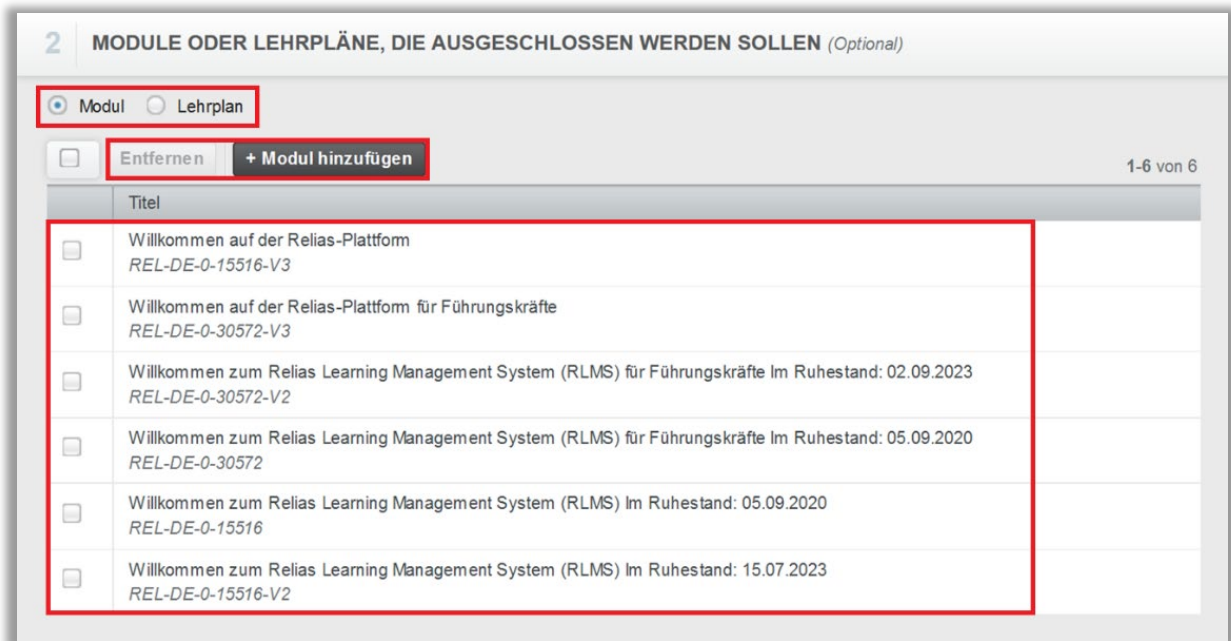 2 MODULE ODER LEHRPLÄNE, DIE AUSGESCHLOSSEN WERDEN SOLLEN (Optional)
Modul Lehrplan
Entfernen + Modul hinzufügen 1-6 von 6
Titel
Willkommen auf der Relias-Plattform
REL-DE-0-15516-V3
Willkommen auf der Relias-Plattform für Führungskräfte
REL-DE-0-30572-V3
Willkommen zum Relias Learning Management System (RLMS) für Führungskräfte Im Ruhestand: 02.09.2023
REL-DE-0-30572-V2
Willkommen zum Relias Learning Management System (RLMS) für Führungskräfte Im Ruhestand: 05.09.2020
REL-DE-0-30572
Willkommen zum Relias Learning Management System (RLMS) Im Ruhestand: 05.09.2020
REL-DE-0-15516
Willkommen zum Relias Learning Management System (RLMS) Im Ruhestand: 15.07.2023
REL-DE-0-15516-V2